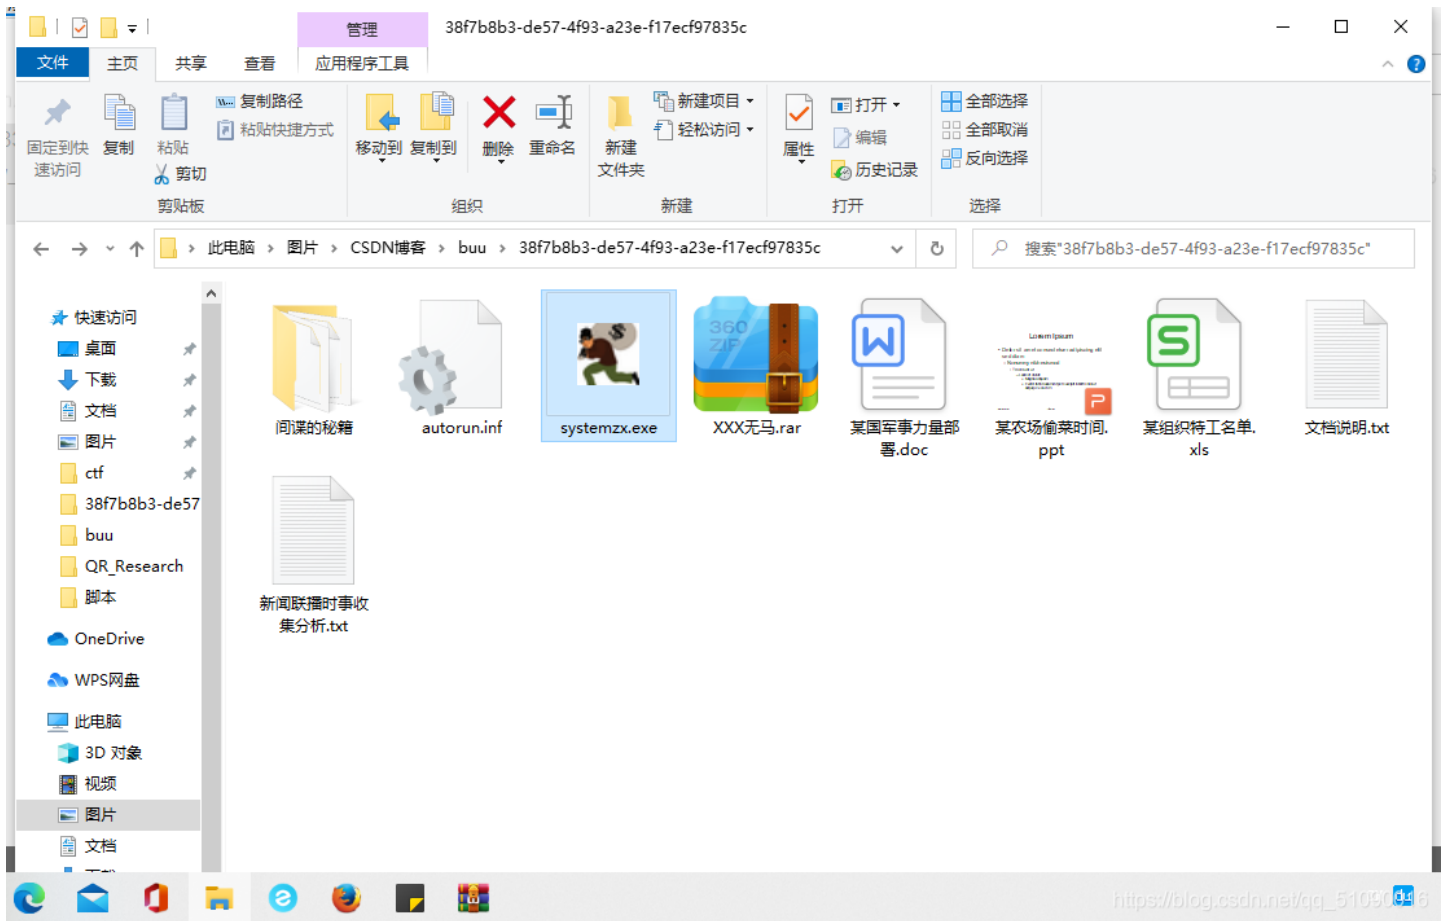 管理
38f7b8b3-de57-4f93-a23e-f17ecf97835c
文件
主页
共享
查看
应用程序工具
固定到快
速访问
复制
粘贴
复制路径
粘贴快捷方式
剪切
剪贴板
移动到
复制到
删除
重命名
组织
新建
文件夹
新建项目
轻松访问
新建
属性
打开
编辑
历史记录
打开
全部选择
全部取消
反向选择
选择
此电脑 › 图片 › CSDN博客 › buu › 38f7b8b3-de57-4f93-a23e-f17ecf97835c
搜索"38f7b8b3-de57-4f93-a23e-f17ecf97835c"
快速访问
桌面
下载
文档
图片
ctf
38f7b8b3-de57
buu
QR_Research
脚本
OneDrive
WPS网盘
此电脑
3D 对象
视频
图片
文档
间谍的秘籍
autorun.inf
systemzx.exe
360
ZIP
XXX无马.rar
W
某国军事力量部
署.doc
Lorem Ipsum
P
某农场偷菜时间.
ppt
S
某组织特工名单.
xls
文档说明.txt
新闻联播时事收
集分析.txt